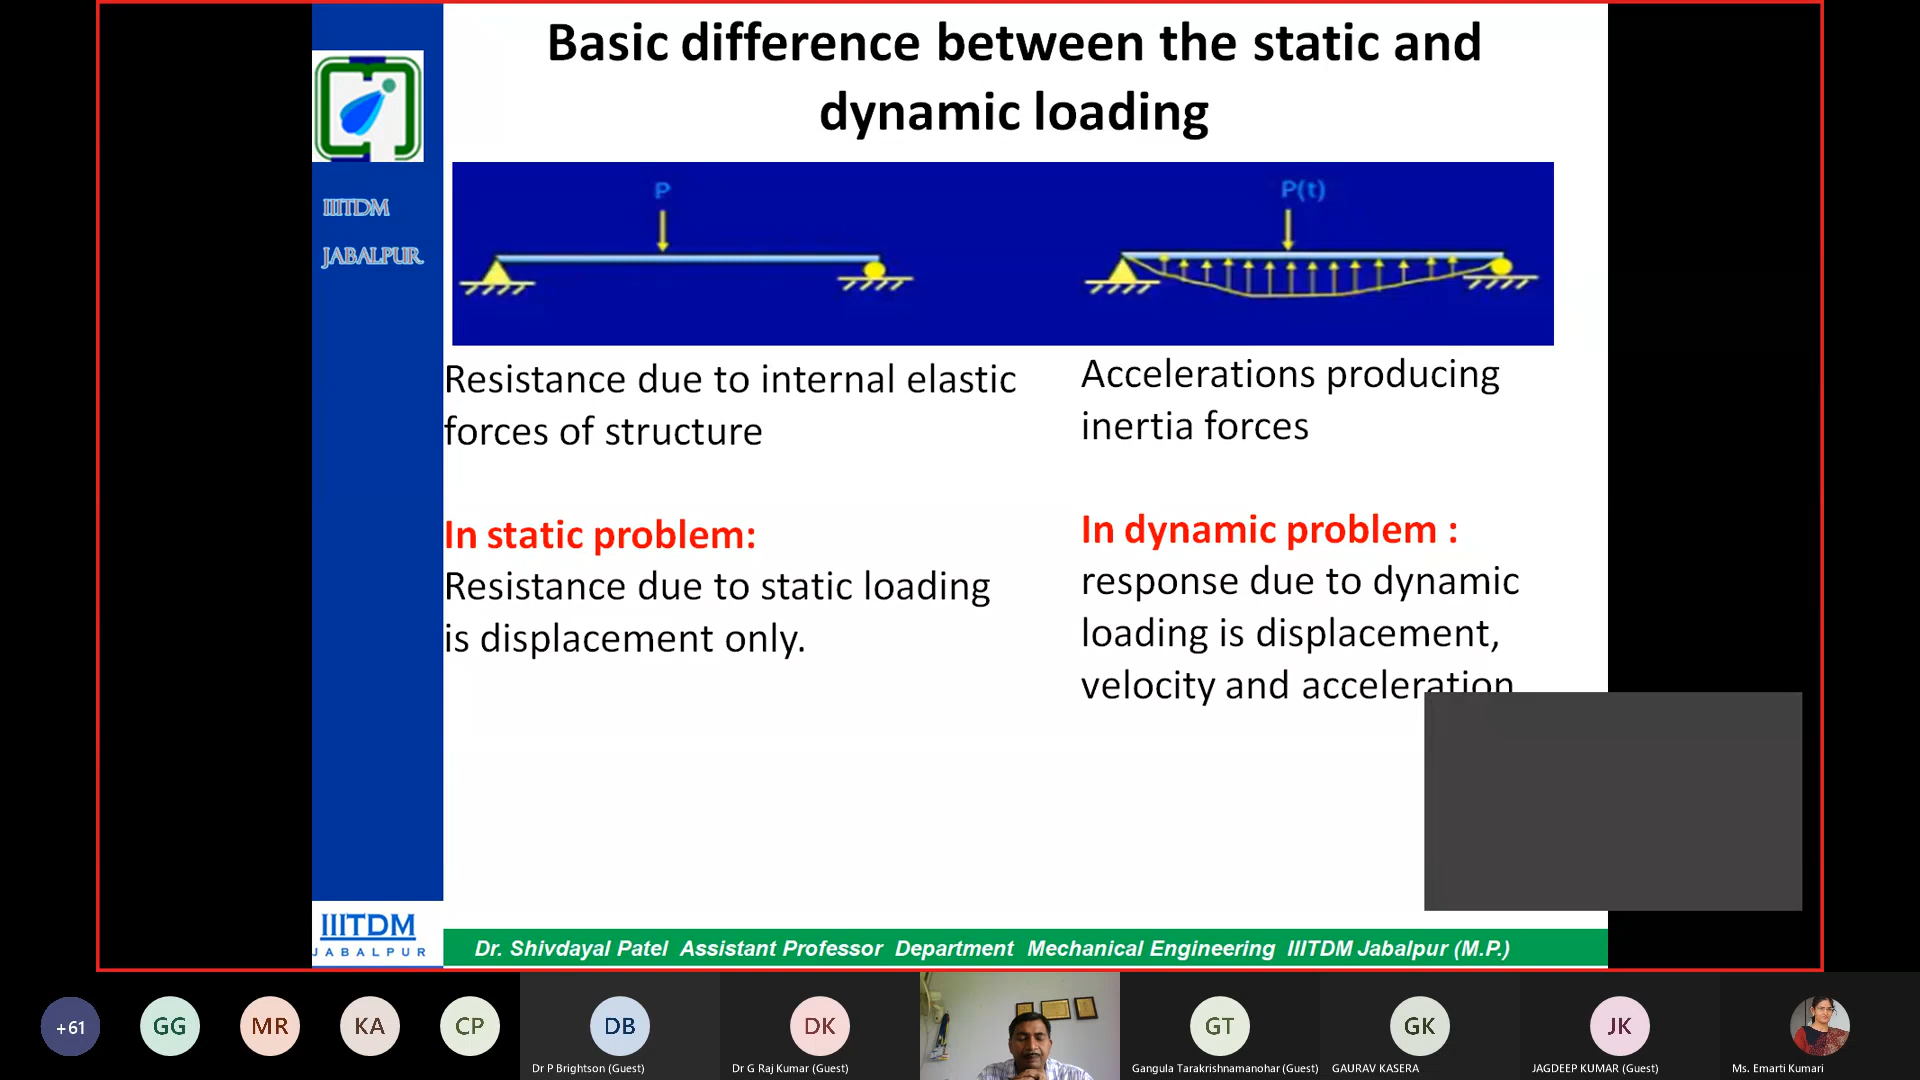 Basic difference between the static and
dynamic loading
IIITDM
JABALPUR
P
P(t)
Resistance due to internal elastic
forces of structure
Accelerations producing
inertia forces
In static problem:
Resistance due to static loading
is displacement only.
In dynamic problem :
response due to dynamic
loading is displacement,
velocity and acceleration
IIITDM
JABALPUR
Dr. Shivdayal Patel Assistant Professor Department Mechanical Engineering IIITDM Jabalpur (M.P.)
+61
GG
MR
KA
CP
DB
DK
GT
GK
JK
Dr P Brightson (Guest)
Dr G Raj Kumar (Guest)
Gangula Tarakrishnamanohar (Guest)
GAURAV KASERA
JAGDEEP KUMAR (Guest)
Ms. Emarti Kumari